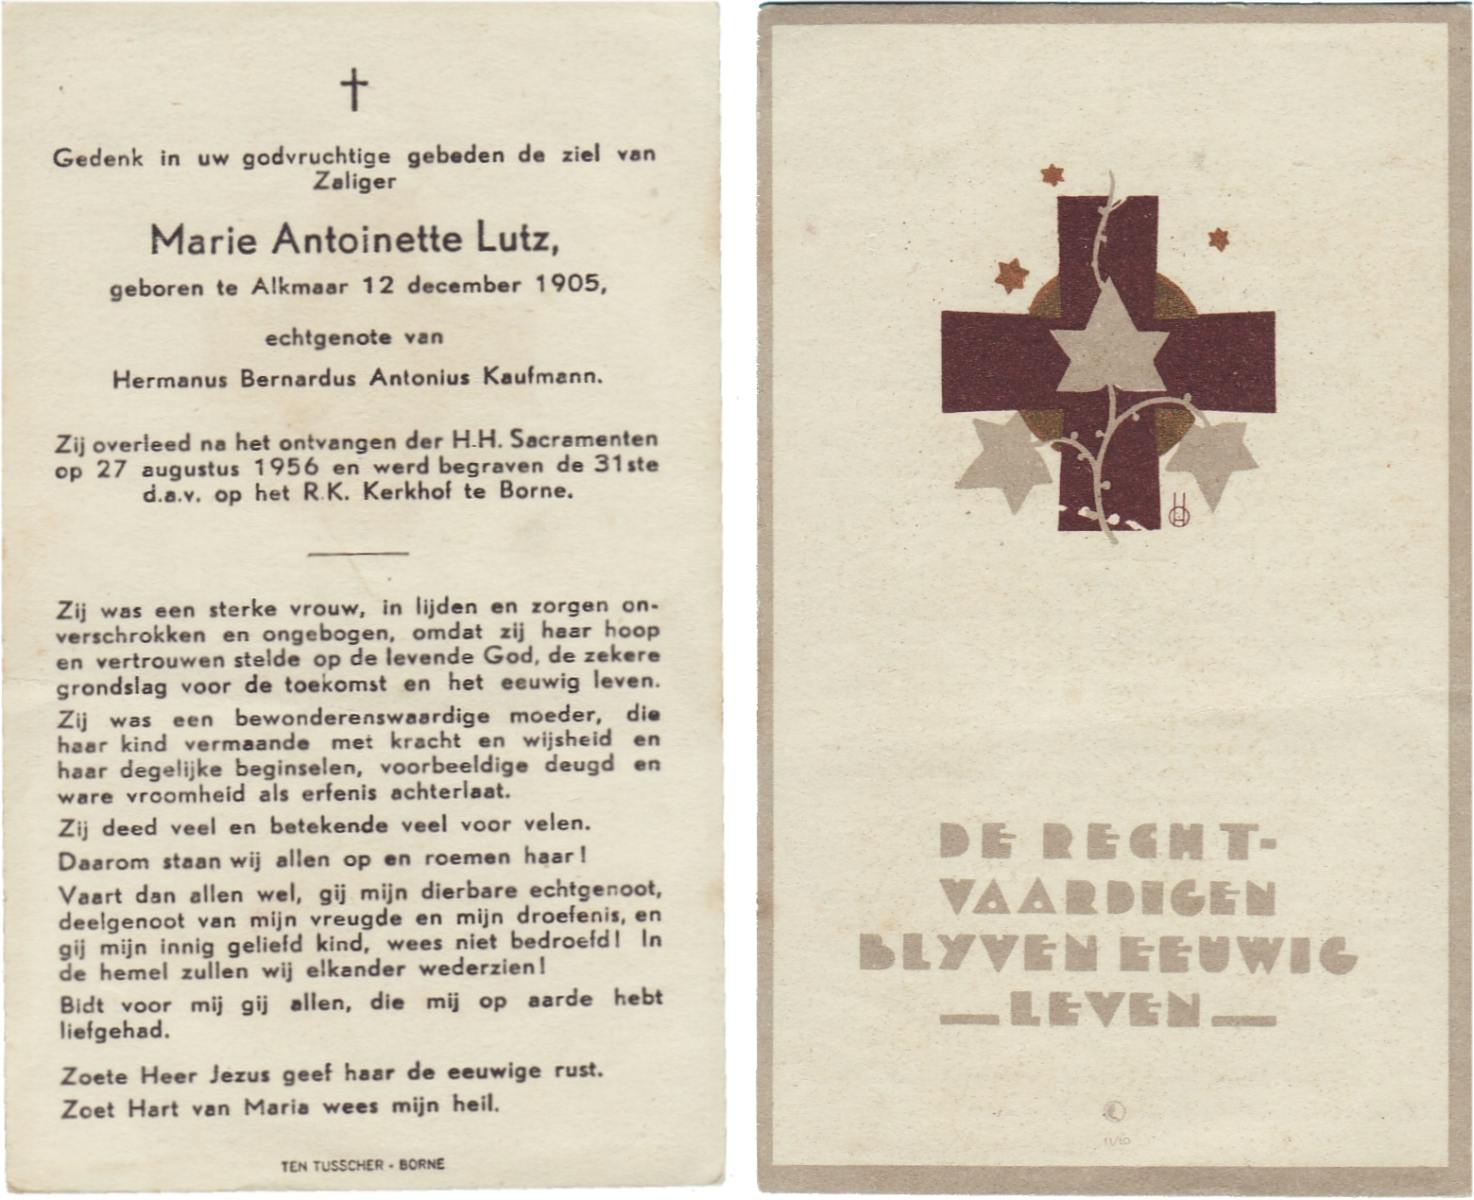 Gedenk in uw godvruchtige gebeden de ziel van
Zaliger
Marie Antoinette Lutz,
geboren te Alkmaar 12 december 1905,
echtgenote van
Hermanus Bernardus Antonius Kaufmann.
Zij overleed na het ontvangen der H.H. Sacramenten
op 27 augustus 1956 en werd begraven de 31ste
d.a.v. op het R.K. Kerkhof te Borne.
Zij was een sterke vrouw, in lijden en zorgen on-
verschrokken en ongebogen, omdat zij haar hoop
en vertrouwen stelde op de levende God, de zekere
grondslag voor de toekomst en het eeuwig leven.
Zij was een bewonderenswaardige moeder, die
haar kind vermaande met kracht en wijsheid en
haar degelijke beginselen, voorbeeldige deugd en
ware vroomheid als erfenis achterlaat.
Zij deed veel en betekende veel voor velen.
Daarom staan wij allen op en roemen haar!
Vaart dan allen wel, gij mijn dierbare echtgenoot,
deelgenoot van mijn vreugde en mijn droefenis, en
gij mijn innig geliefd kind, wees niet bedroefd! In
de hemel zullen wij elkander wederzien!
Bidt voor mij gij allen, die mij op aarde hebt
liefgehad.
Zoete Heer Jezus geef haar de eeuwige rust.
Zoet Hart van Maria wees mijn heil.
TEN TUSSCHER - BORNE
DE RECHT-
VAARDIGEN
BLYVEN EEUWIG
LEVEN